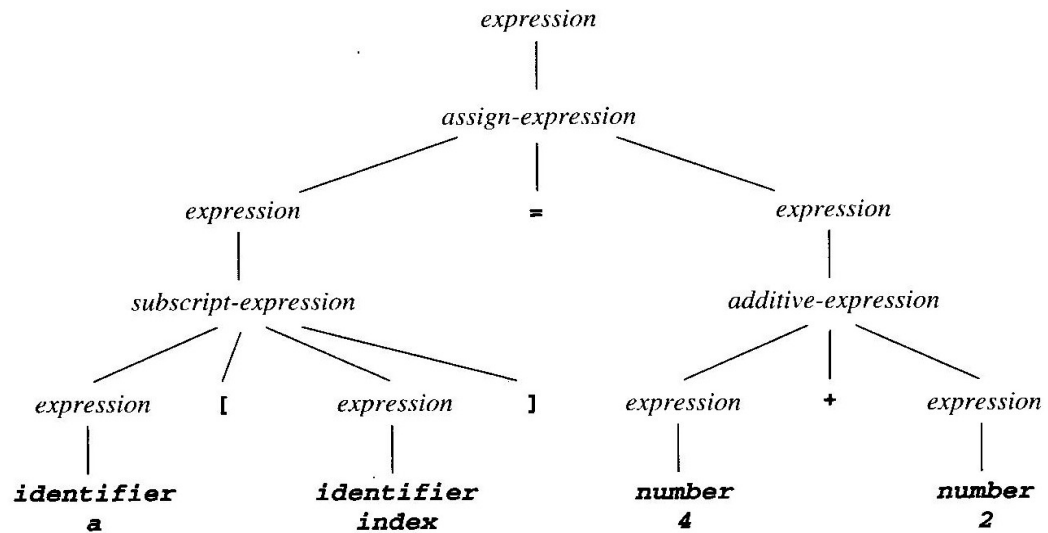 expression
assign-expression
expression = expression
subscript-expression additive-expression
expression [ expression ] expression + expression
identifier identifier number number
a index 4 2